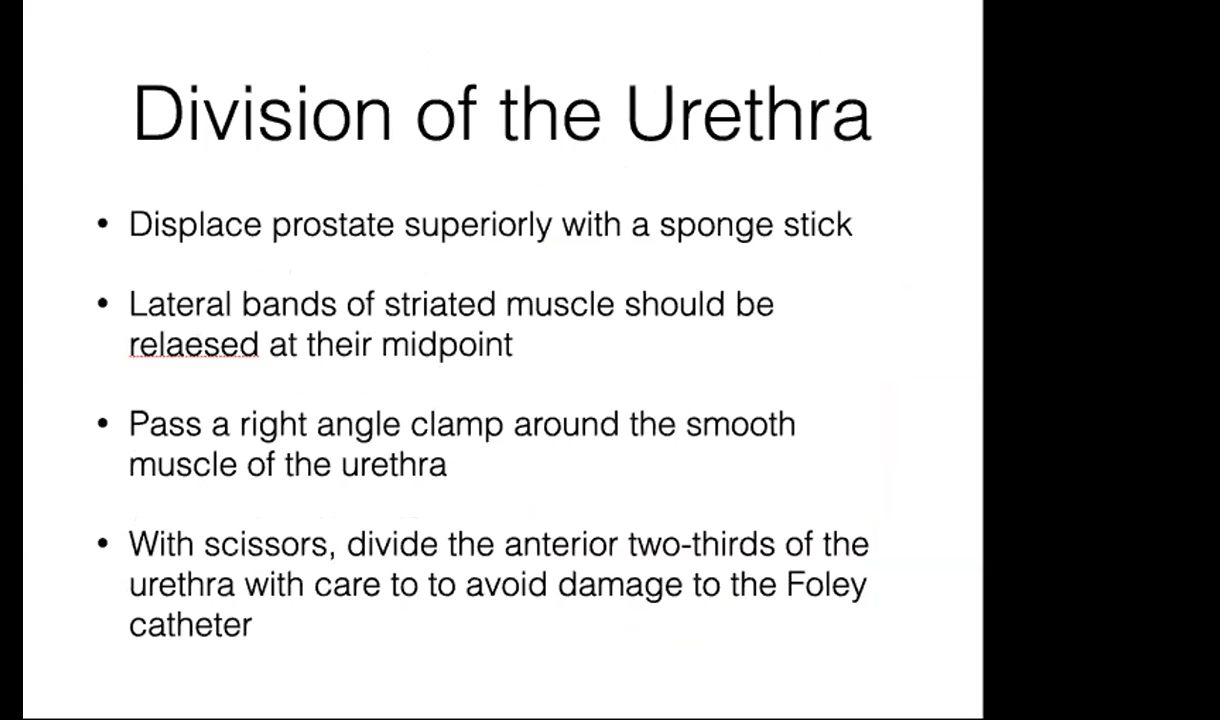 Division of the Urethra
• Displace prostate superiorly with a sponge stick
• Lateral bands of striated muscle should be
relaesed at their midpoint
• Pass a right angle clamp around the smooth
muscle of the urethra
• With scissors, divide the anterior two-thirds of the
urethra with care to to avoid damage to the Foley
catheter